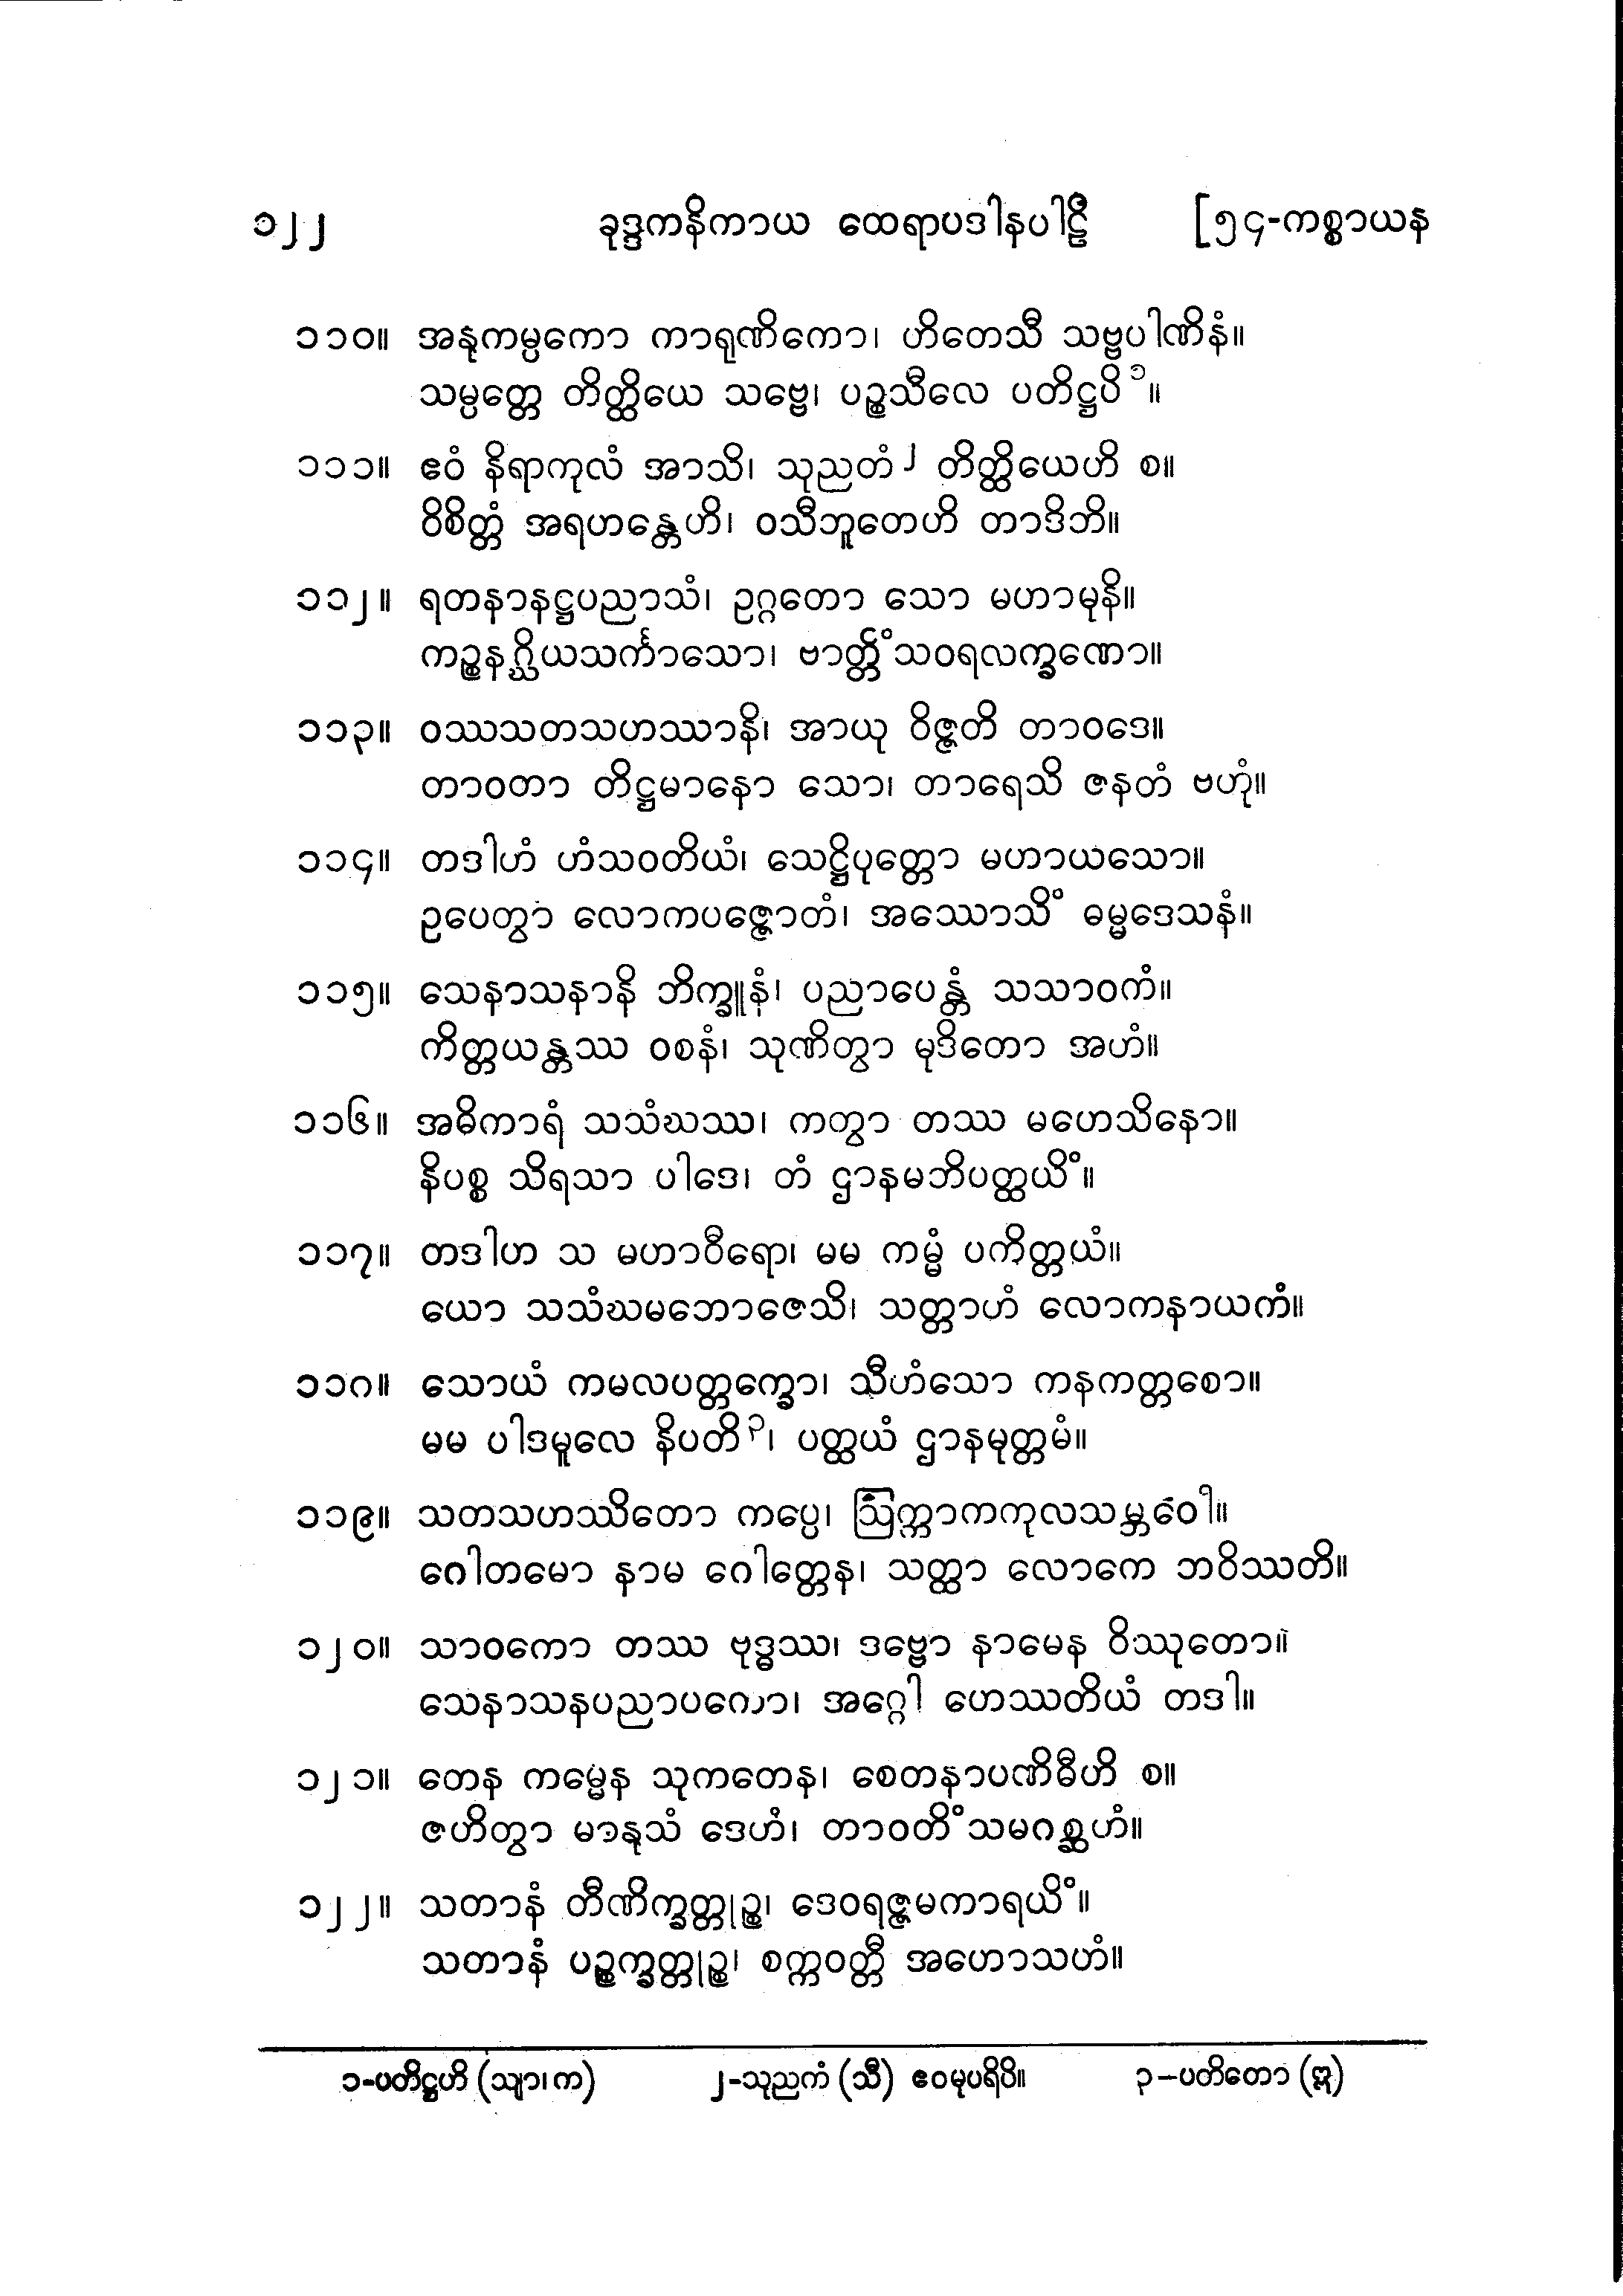 ၁၂၂ ခုဒ္ဒကနိကာယ ထေရာပဒါနပါဠိ [၅၄-ကစ္စာယန
၁၁၀။ အနုကမ္ပကော ကာရုဏိကော၊ ဟိတေသီ သဗ္ဗပါဏိနံ။
သမ္ပတ္တေ တိတ္ထိယေ သဗ္ဗေ၊ ပဉ္စသီလေ ပတိဋ္ဌပိ ၁။
၁၁၁။ ဧဝံ နိရာကုလံ အာသိ၊ သုညတံ ၂ တိတ္ထိယေဟိ စ။
ဝိစိတ္တံ အရဟန္တေဟိ၊ ဝသီဘူတေဟိ တာဒိဘိ။
၁၁၂။ ရတနာနဋ္ဌပညာသံ၊ ဥဂ္ဂတော သော မဟာမုနိ။
ကဉ္စနဂ္ဃိယသင်္ကာသော၊ ဗာတ္တိံသဝရလက္ခဏော။
၁၁၃။ ဝဿသတသဟဿာနိ၊ အာယု ဝိဇ္ဇတိ တာဝဒေ။
တာဝတာ တိဋ္ဌမာနော သော၊ တာရေသိ ဇနတံ ဗဟုံ။
၁၁၄။ တဒါဟံ ဟံသဝတိယံ၊ သေဋ္ဌိပုတ္တော မဟာယသော။
ဥပေတွာ လောကပဇ္ဇောတံ၊ အဿောသိံ ဓမ္မဒေသနံ။
၁၁၅။ သေနာသနာနိ ဘိက္ခူနံ၊ ပညာပေန္တံ သသာဝကံ။
ကိတ္တယန္တဿ ဝစနံ၊ သုဏိတွာ မုဒိတော အဟံ။
၁၁၆။ အဓိကာရံ သသံဃဿ၊ ကတွာ တဿ မဟေသိနော။
နိပစ္စ သိရသာ ပါဒေ၊ တံ ဌာနမဘိပတ္ထယိံ။
၁၁၇။ တဒါဟ သ မဟာဝီရော၊ မမ ကမ္မံ ပကိတ္တယံ။
ယော သသံဃမဘောဇေသိ၊ သတ္တာဟံ လောကနာယကံ။
၁၁၈။ သောယံ ကမလပတ္တက္ခော၊ သီဟံသော ကနကတ္တစော။
မမ ပါဒမူလေ နိပတိ ၃၊ ပတ္ထယံ ဌာနမုတ္တမံ။
၁၁၉။ သတသဟဿိတော ကပ္ပေ၊ ဩက္ကာကကုလသမ္ဘဝေါ။
ဂေါတမော နာမ ဂေါတ္တေန၊ သတ္ထာ လောကေ ဘဝိဿတိ။
၁၂၀။ သာဝကော တဿ ဗုဒ္ဓဿ၊ ဒဗ္ဗော နာမေန ဝိဿုတော။
သေနာသနပညာပကော၊ အဂ္ဂေါ ဟေဿတိယံ တဒါ။
၁၂၁။ တေန ကမ္မေန သုကတေန၊ စေတနာပဏိဓီဟိ စ။
ဇဟိတွာ မာနုသံ ဒေဟံ၊ တာဝတိံသမဂစ္ဆဟံ။
၁၂၂။ သတာနံ တီဏိက္ခတ္တုဉ္စ၊ ဒေဝရဇ္ဇမကာရယိံ။
သတာနံ ပဉ္စက္ခတ္တုဉ္စ၊ စက္ကဝတ္တီ အဟောသဟံ။
၁-ပတိဋ္ဌဟိ (သျာ၊ က) ၂-သုညကံ (သီ) ဧဝမုပရိပိ။ ၃-ပတိတော (ဣ)